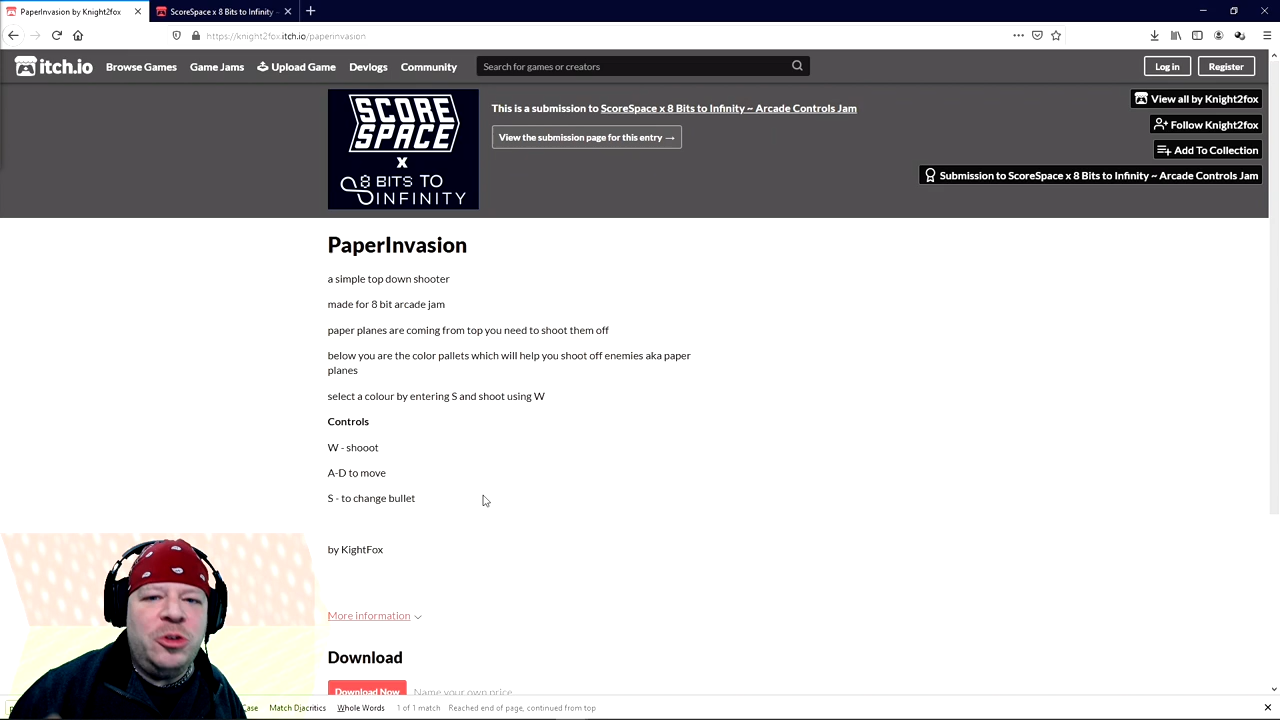 PaperInvasion by Knight2fox
ScoreSpace x 8 Bits to Infinity -
https://knight2fox.itch.io/paperinvasion
itch.io
Browse Games
Game Jams
Upload Game
Devlogs
Community
Search for games or creators
Log in
Register
SCORE
SPACE
X
8 BITS TO
INFINITY
This is a submission to ScoreSpace x 8 Bits to Infinity ~ Arcade Controls Jam
View the submission page for this entry →
View all by Knight2fox
Follow Knight2fox
Add To Collection
Submission to ScoreSpace x 8 Bits to Infinity ~ Arcade Controls Jam
PaperInvasion
a simple top down shooter
made for 8 bit arcade jam
paper planes are coming from top you need to shoot them off
below you are the color pallets which will help you shoot off enemies aka paper
planes
select a colour by entering S and shoot using W
Controls
W - shooot
A-D to move
S - to change bullet
by KightFox
More information
Download
Download Now
Name your own price
Case
Match Diacritics
Whole Words
1 of 1 match
Reached end of page, continued from top